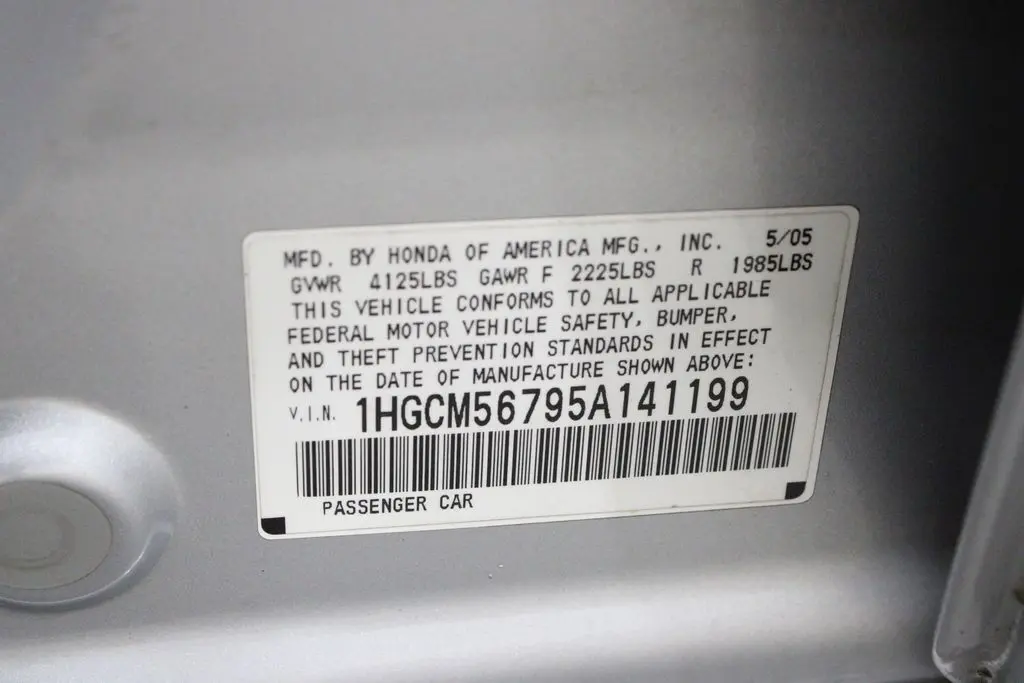 MFD. BY HONDA OF AMERICA MFG., INC. 5/05
GVWR 4125LBS GAWR F 2225LBS R 1985LBS
THIS VEHICLE CONFORMS TO ALL APPLICABLE
FEDERAL MOTOR VEHICLE SAFETY, BUMPER,
AND THEFT PREVENTION STANDARDS IN EFFECT
ON THE DATE OF MANUFACTURE SHOWN ABOVE:
V.I.N. 1HGCM56795A141199
PASSENGER CAR